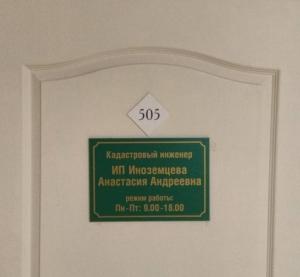 505
Кадастровый инженер
ИП Иноземцева
Анастасия Андреевна
режим работы:
Пн-Пт: 9.00-18.00